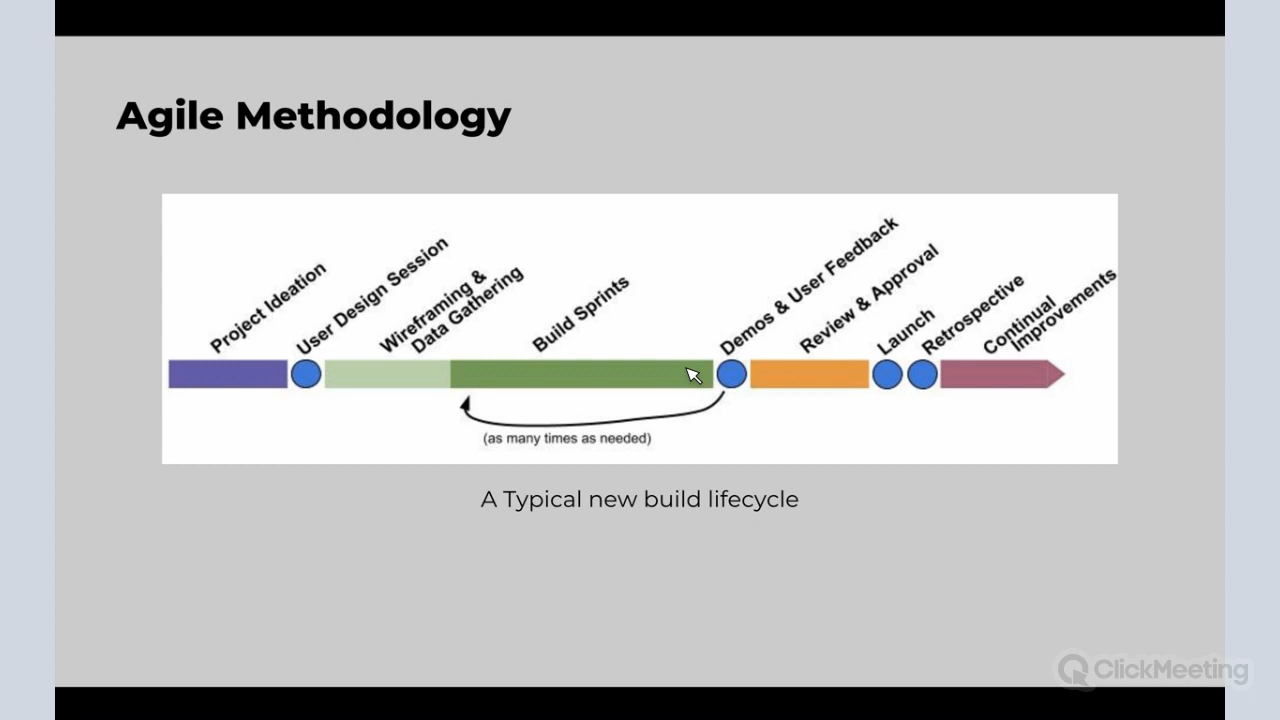 Agile Methodology
Project Ideation
User Design Session
Wireframing &
Data Gathering
Build Sprints
Demos & User Feedback
Review & Approval
Launch
Retrospective
Continual
Improvements
(as many times as needed)
A Typical new build lifecycle
ClickMeeting